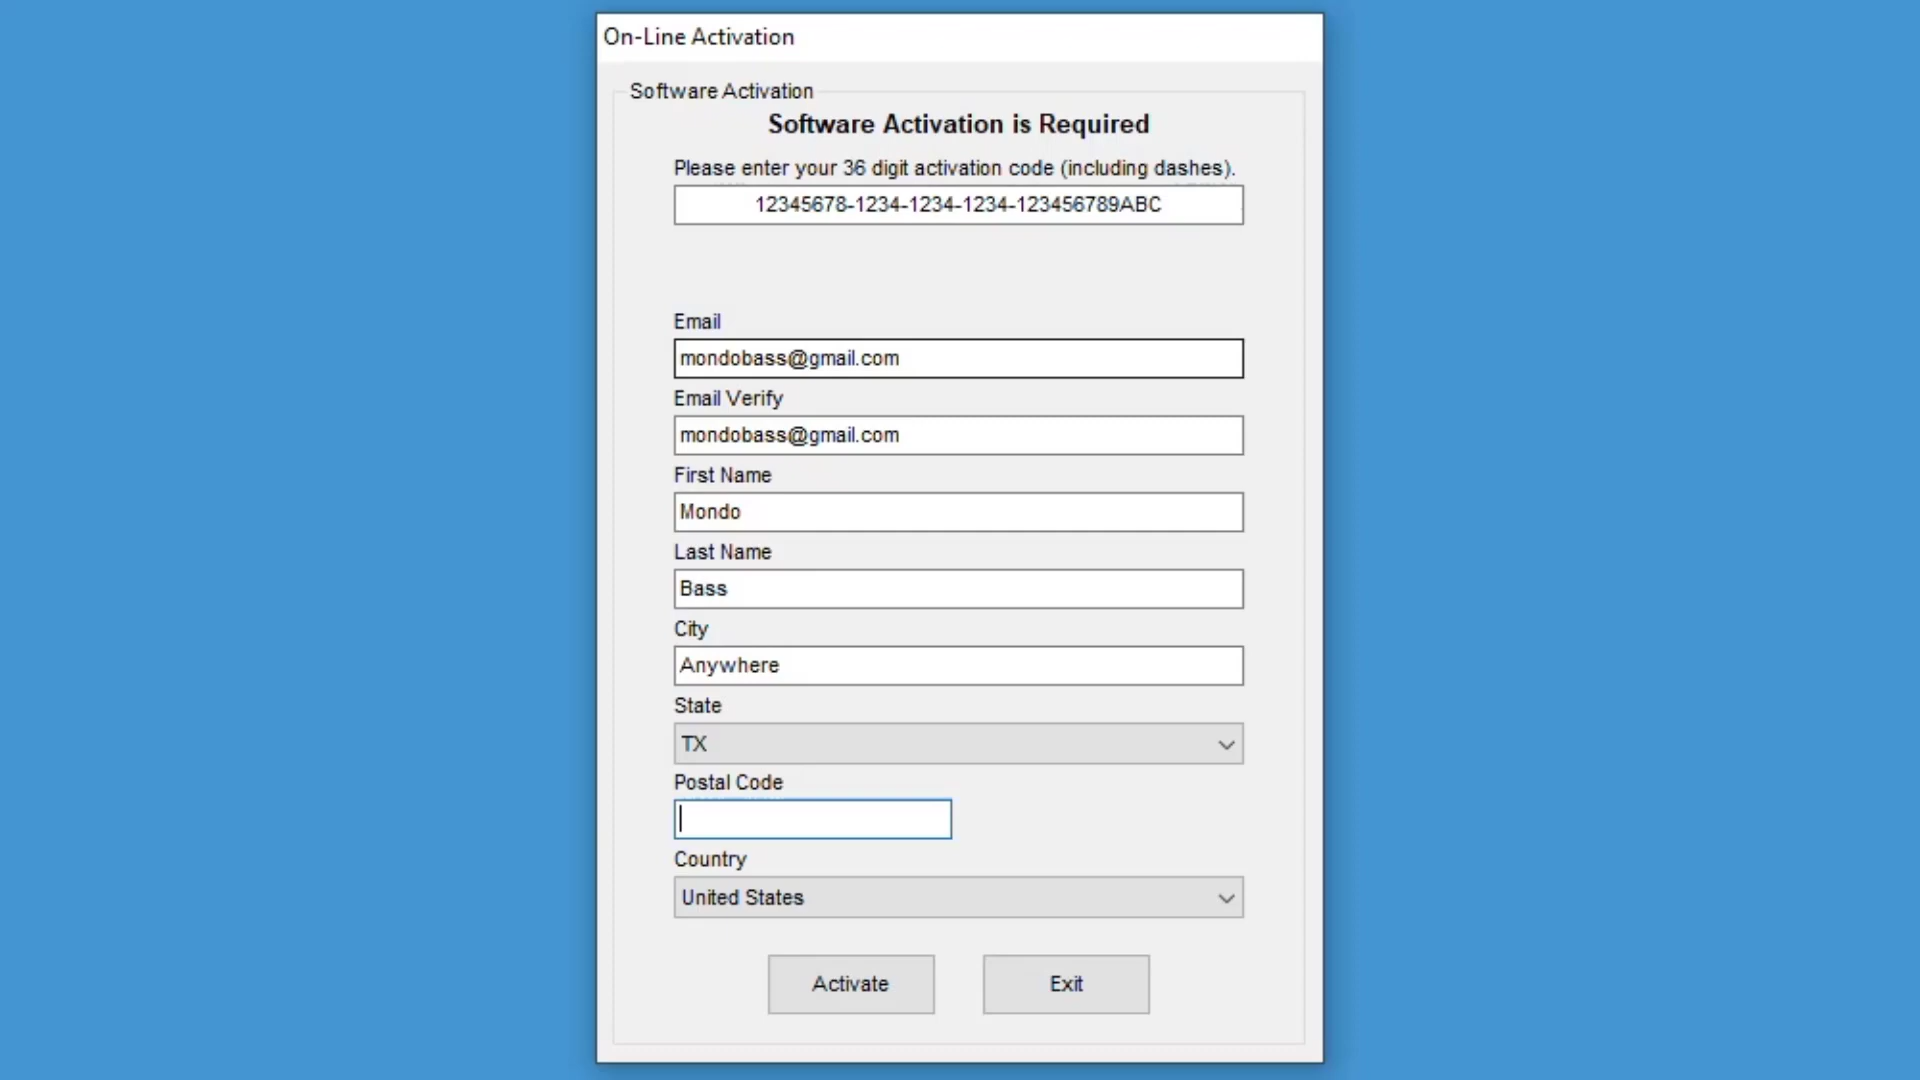 On-Line Activation
Software Activation
Software Activation is Required
Please enter your 36 digit activation code (including dashes).
12345678-1234-1234-1234-123456789ABC
Email
mondobass@gmail.com
Email Verify
mondobass@gmail.com
First Name
Mondo
Last Name
Bass
City
Anywhere
State
TX
Postal Code
Country
United States
Activate
Exit